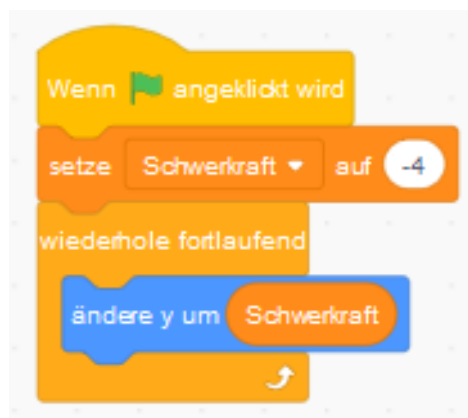 Wenn angeklickt wird
setze Schwerkraft auf -4
wiederhole fortlaufend
ändere y um Schwerkraft